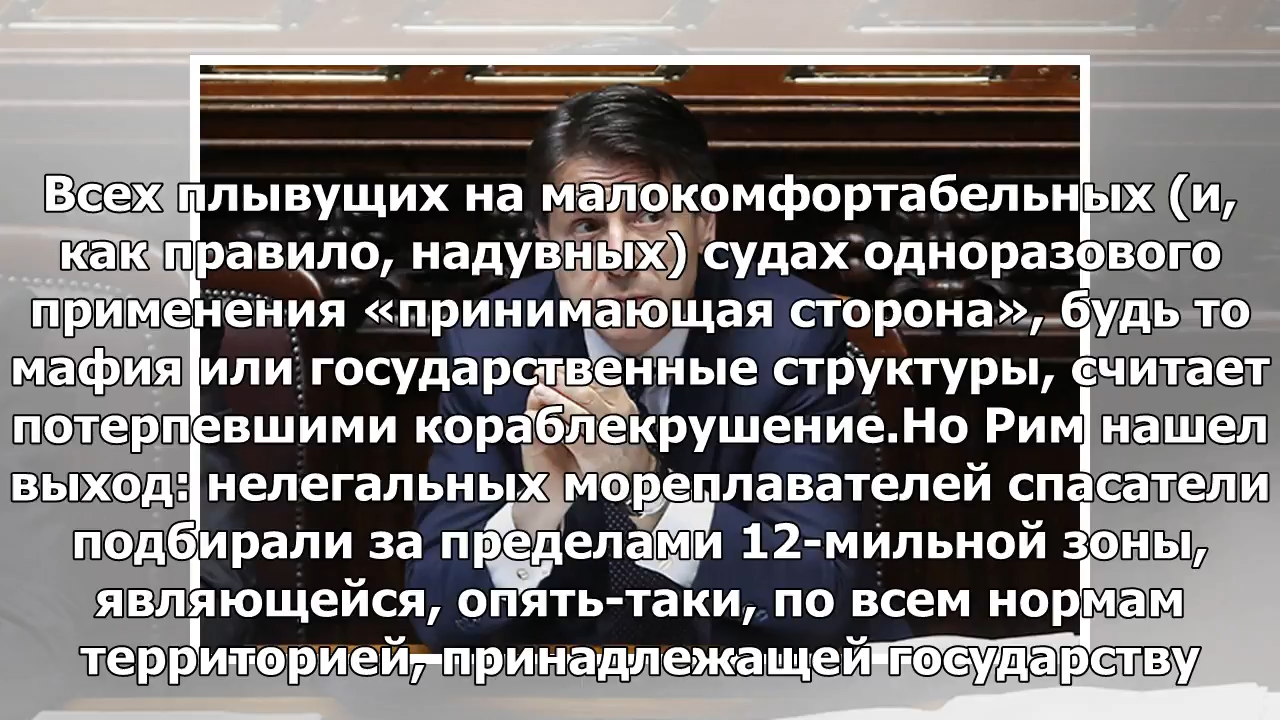 Всех плывущих на малокомфортабельных (и,
как правило, надувных) судах одноразового
применения «принимающая сторона», будь то
мафия или государственные структуры, считает
потерпевшими кораблекрушение.Но Рим нашел
выход: нелегальных мореплавателей спасатели
подбирали за пределами 12-мильной зоны,
являющейся, опять-таки, по всем нормам
территорией, принадлежащей государству